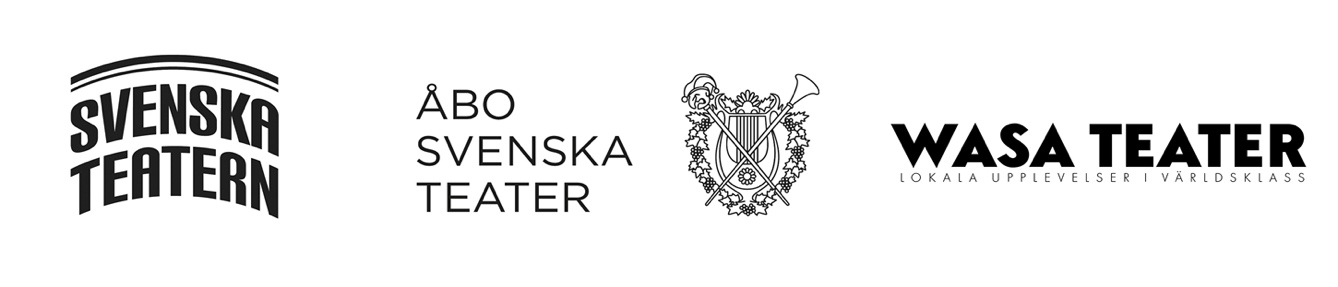 SVENSKA
TEATERN
ÅBO
SVENSKA
TEATER
WASA TEATER
LOKALA UPPLEVELSER I VÄRLDSKLASS